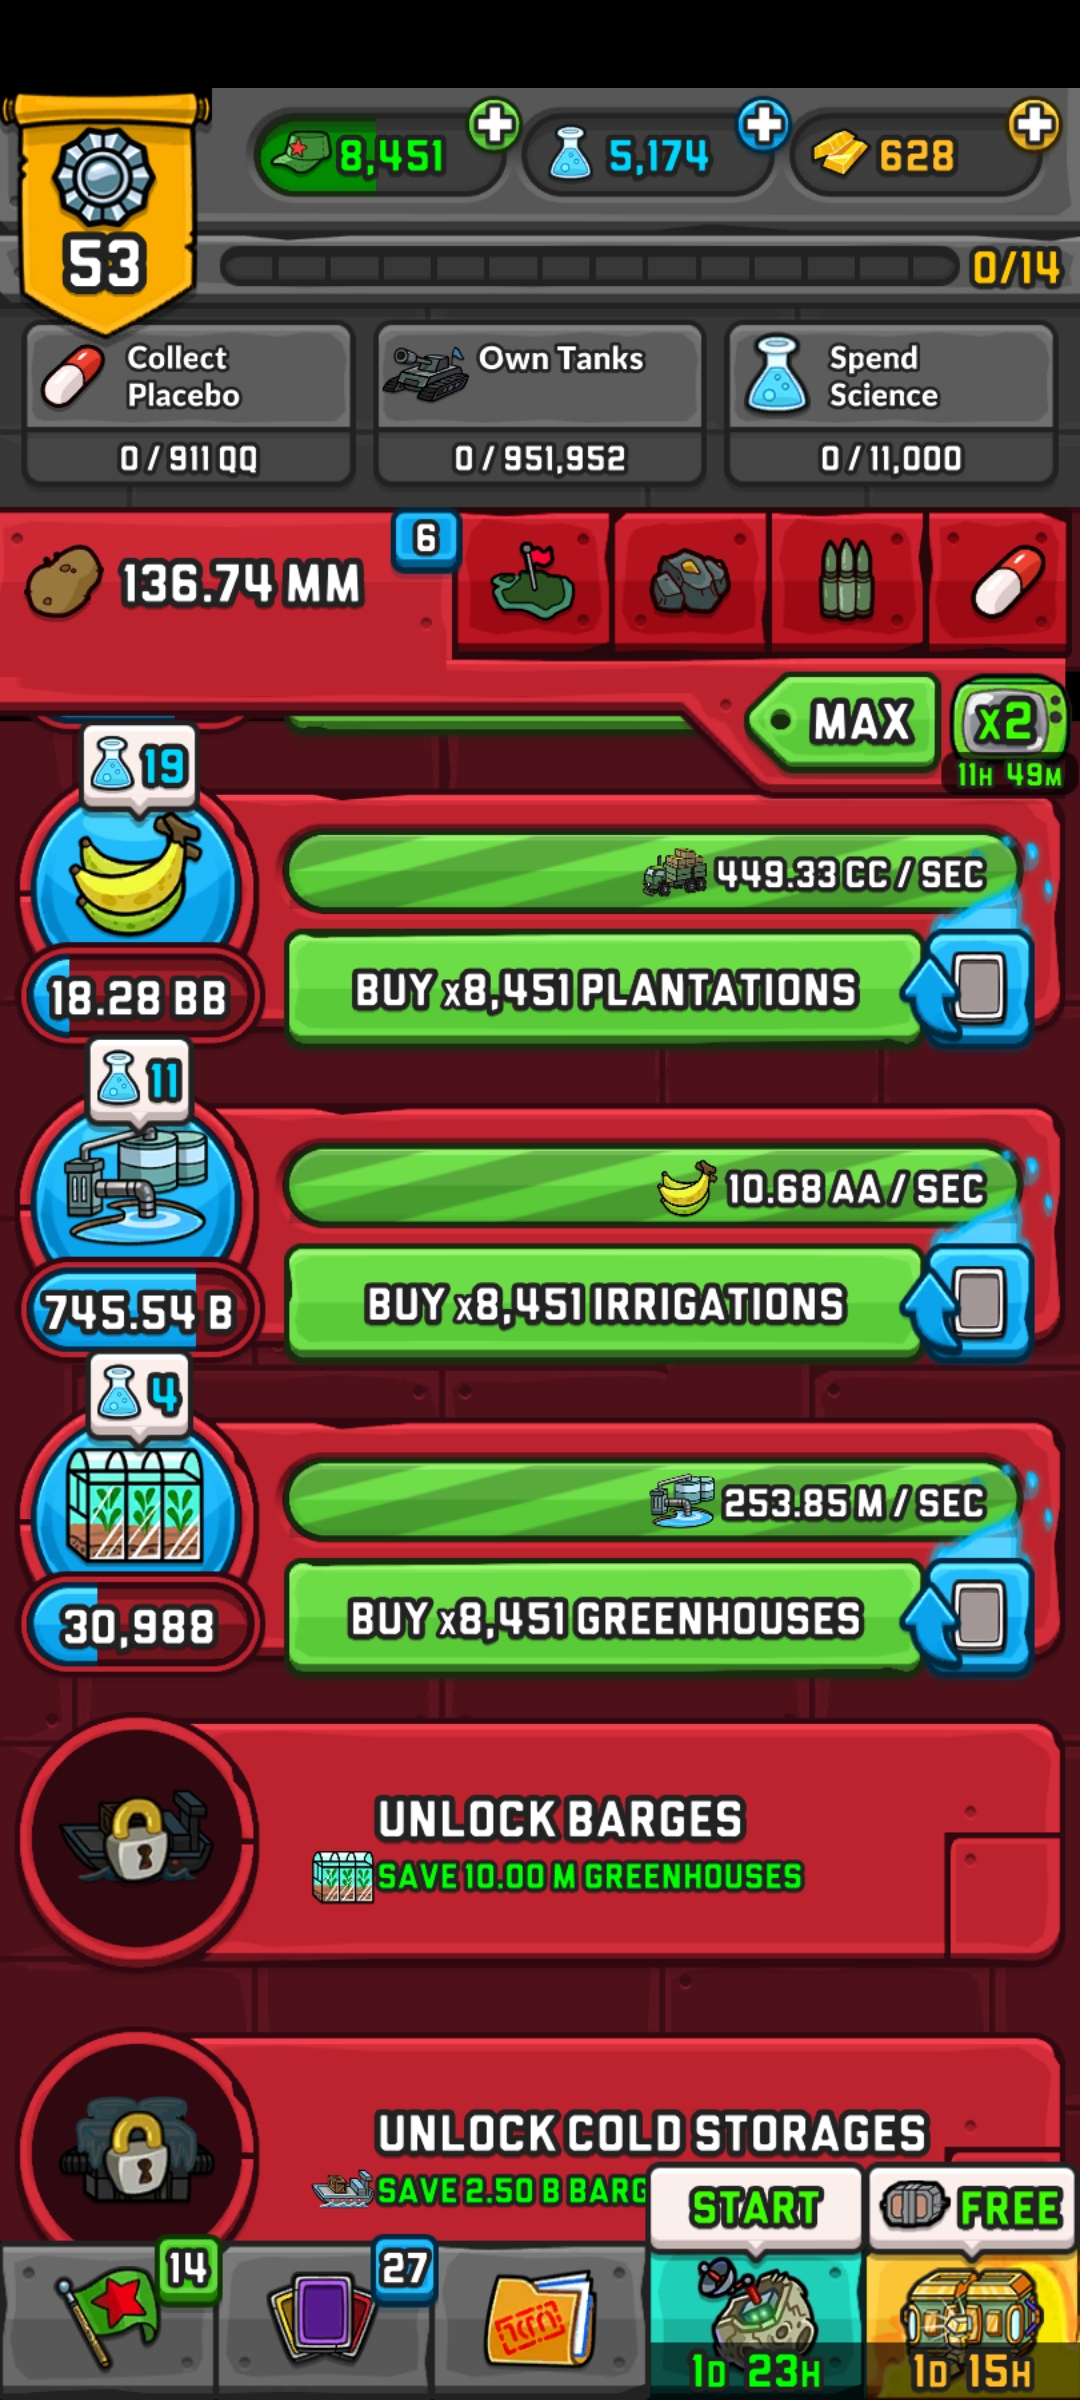 8,451
5,174
628
53
0/14
Collect
Placebo
0 / 911 QQ
Own Tanks
0 / 951,952
Spend
Science
0 / 11,000
136.74 MM
6
MAX
x2
11H 49M
19
449.33 CC / SEC
18.28 BB
BUY x8,451 PLANTATIONS
11
10.68 AA / SEC
745.54 B
BUY x8,451 IRRIGATIONS
4
253.85 M / SEC
30,988
BUY x8,451 GREENHOUSES
UNLOCK BARGES
SAVE 10.00 M GREENHOUSES
UNLOCK COLD STORAGES
SAVE 2.50 B BARG
START
FREE
14
27
1D 23H
1D 15H